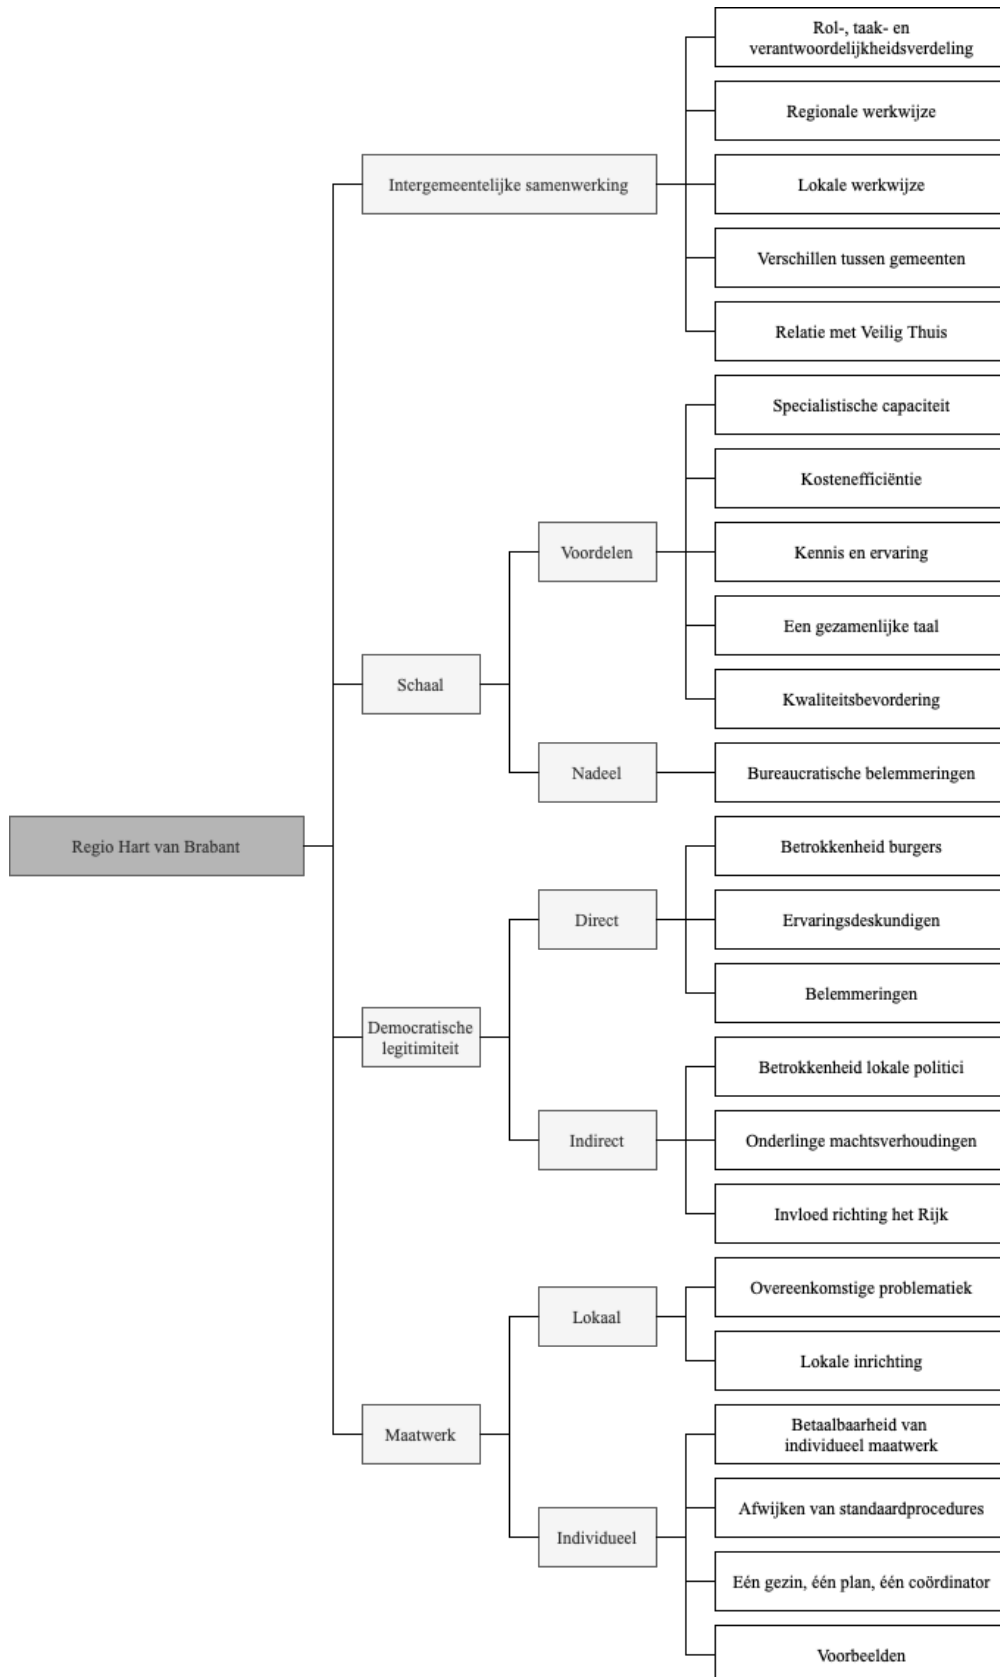 Rol-, taak- en
verantwoordelijkheidsverdeling
Regionale werkwijze
Intergemeentelijke samenwerking
Lokale werkwijze
Verschillen tussen gemeenten
Relatie met Veilig Thuis
Specialistische capaciteit
Kostenefficiëntie
Voordelen
Kennis en ervaring
Een gezamenlijke taal
Schaal
Kwaliteitsbevordering
Nadeel
Bureaucratische belemmeringen
Regio Hart van Brabant
Betrokkenheid burgers
Direct
Ervaringsdeskundigen
Belemmeringen
Democratische
legitimiteit
Betrokkenheid lokale politici
Indirect
Onderlinge machtsverhoudingen
Invloed richting het Rijk
Overeenkomstige problematiek
Lokaal
Lokale inrichting
Maatwerk
Betaalbaarheid van
individueel maatwerk
Afwijken van standaardprocedures
Individueel
Eén gezin, één plan, één coördinator
Voorbeelden